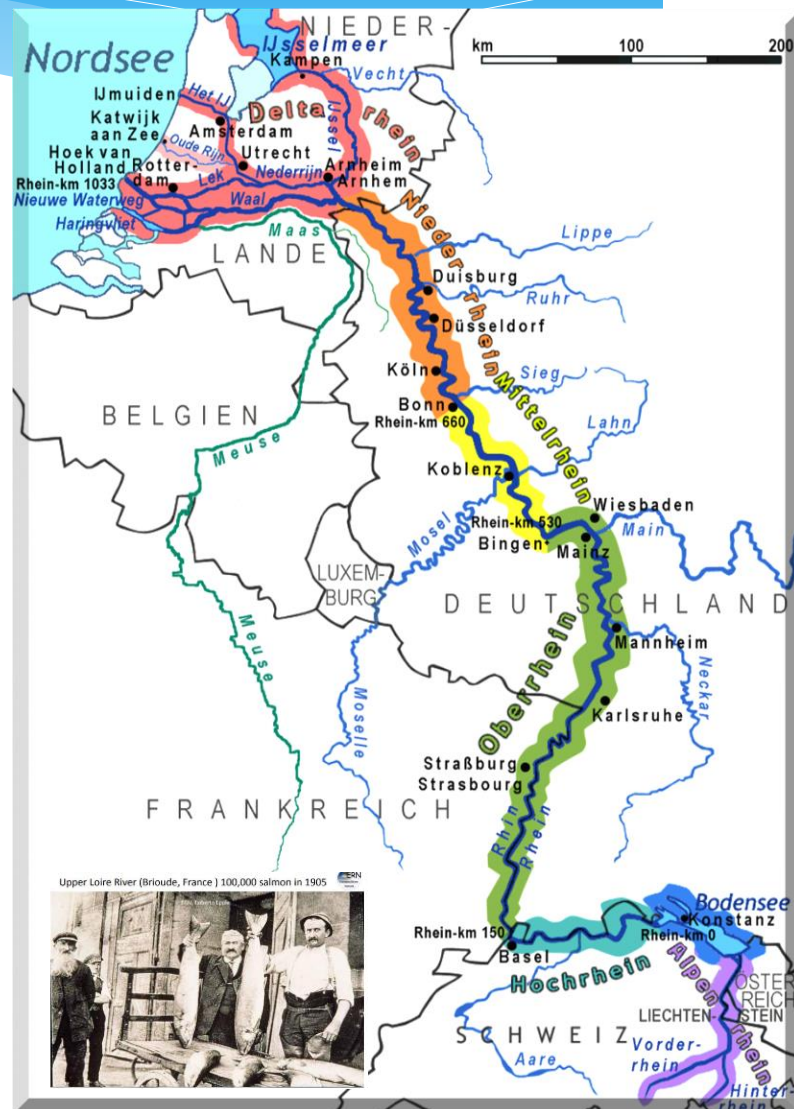 NIEDER-
Nordsee
IJsselmeer
Kampen
km 100 200
Vecht
IJmuiden
Het IJ
Deltarhein
IJssel
Katwijk
aan Zee
Amsterdam
Oude Rijn
Utrecht
Hoek van
Holland
Rotter-
dam
Lek
Nederrijn
Arnheim
Arnhem
Rhein-km 1033
Nieuwe Waterweg
Waal
Haringvliet
Maas
LANDE
Niederrhein
Lippe
Duisburg
Ruhr
Düsseldorf
Köln
Sieg
Mittelrhein
BELGIEN
Bonn
Rhein-km 660
Lahn
Meuse
Koblenz
Wiesbaden
Rhein-km 530
Main
Mosel
Bingen
Mainz
LUXEM-
BURG
DEUTSCHLAND
Meuse
Mannheim
Oberrhein
Neckar
Moselle
Karlsruhe
Straßburg
Strasbourg
FRANKREICH
Rhin
Rhein
Upper Loire River (Brioude, France ) 100,000 salmon in 1905
ERN
Bodensee
Konstanz
Rhein-km 150
Rhein-km 0
Basel
Hochrhein
Alpenrhein
ÖSTER
REICH
LIECHTEN-
STEIN
SCHWEIZ
Vorder-
rhein
Aare
Hinter-
rhein